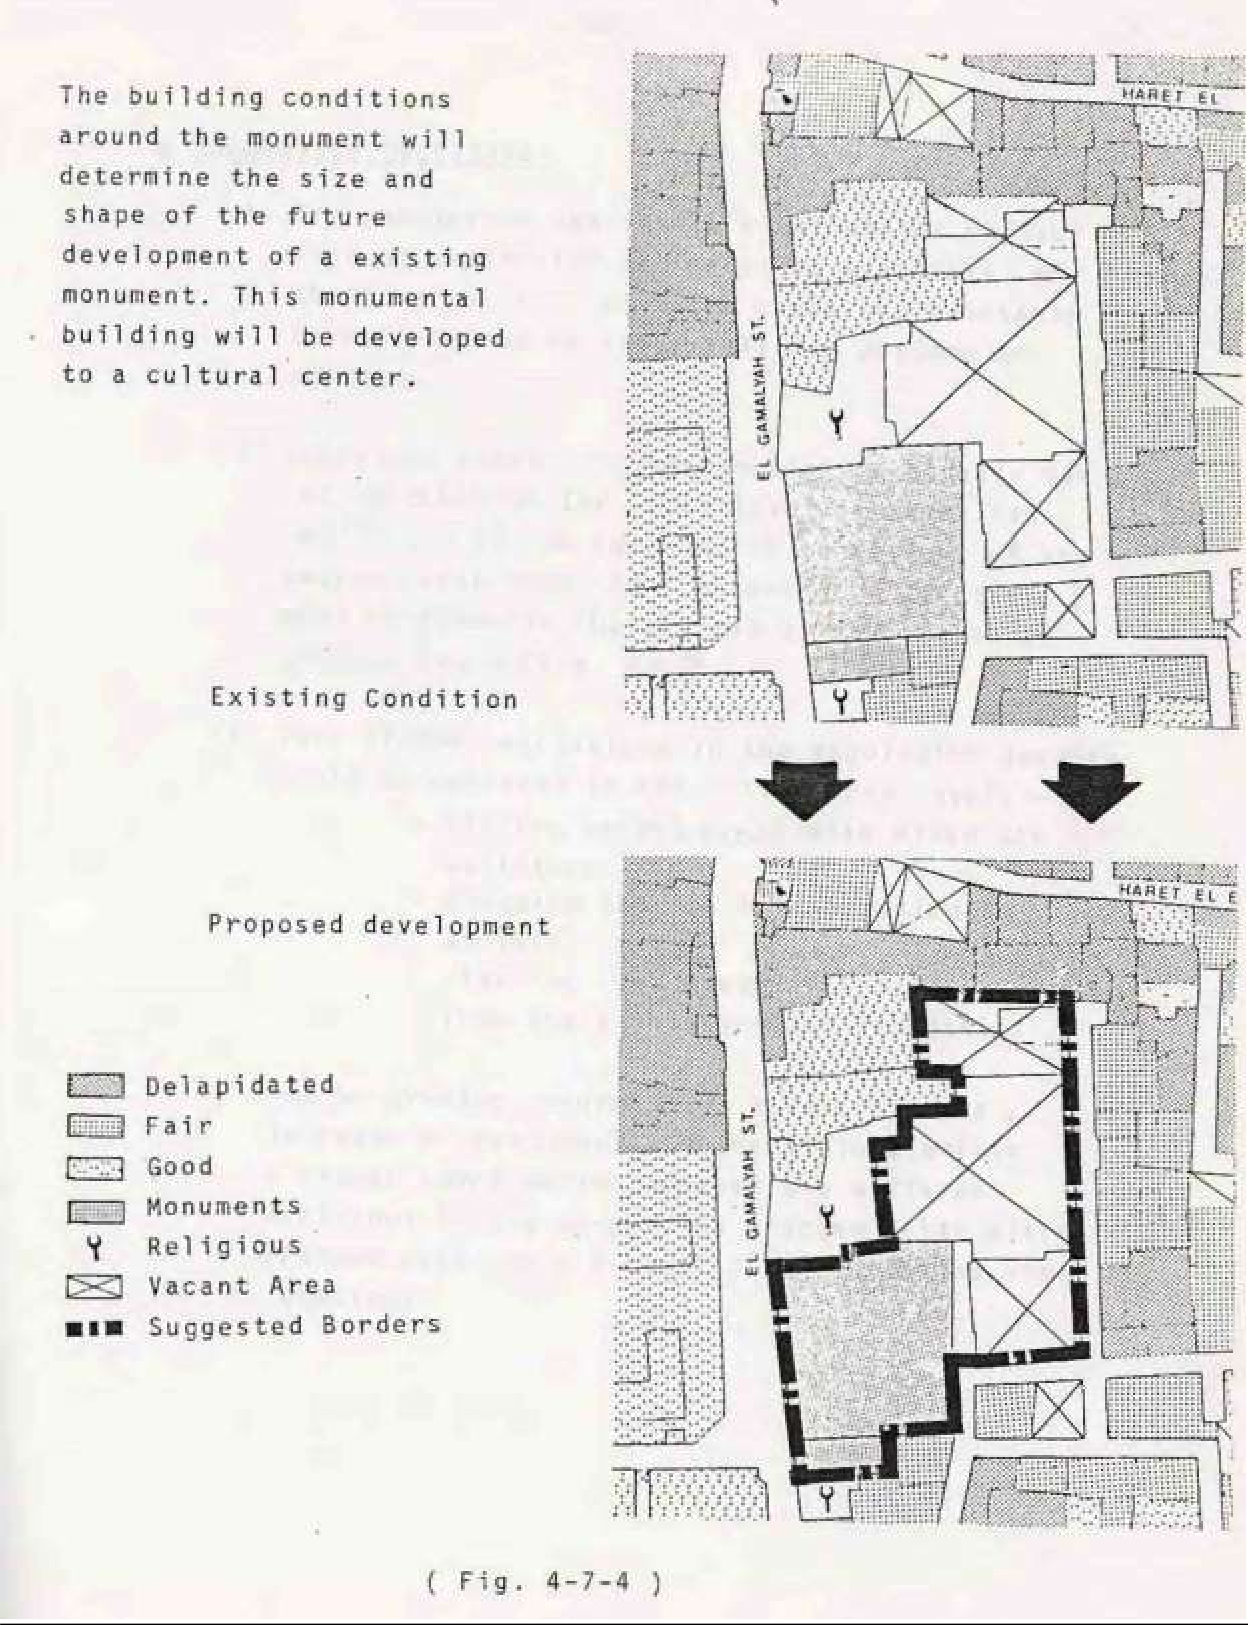 The building conditions
around the monument will
determine the size and
shape of the future
development of a existing
monument. This monumental
building will be developed
to a cultural center.
HARET EL
EL GAMALYAH ST.
Existing Condition
Proposed development
HARET EL E
EL GAMALYAH ST.
Delapidated
Fair
Good
Monuments
Religious
Vacant Area
Suggested Borders
( Fig. 4-7-4 )